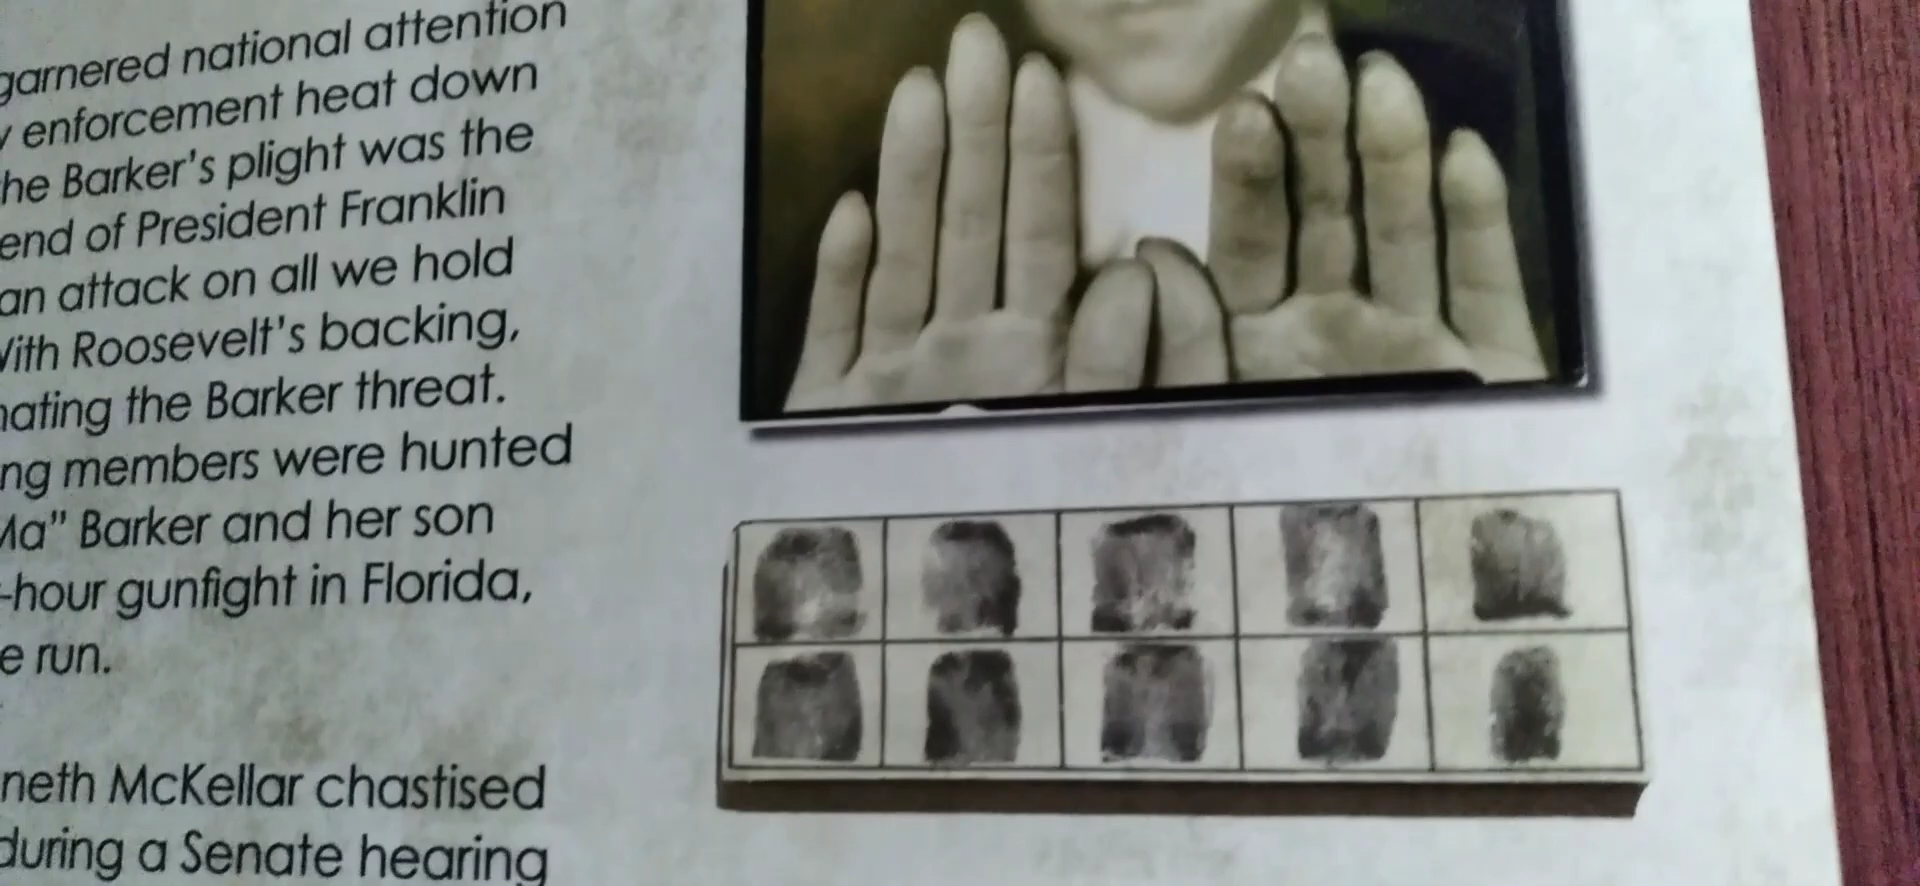 garnered national attention
enforcement heat down
he Barker's plight was the
end of President Franklin
an attack on all we hold
With Roosevelt's backing,
nating the Barker threat.
ng members were hunted
Ma" Barker and her son
-hour gunfight in Florida,
e run.
neth McKellar chastised
during a Senate hearing